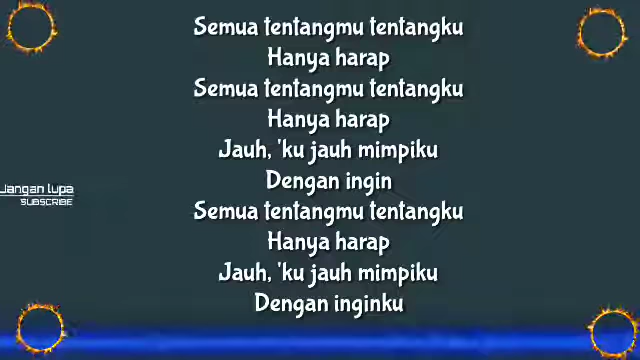 Semua tentangmu tentangku
Hanya harap
Semua tentangmu tentangku
Hanya harap
Jauh, 'ku jauh mimpiku
Dengan ingin
Semua tentangmu tentangku
Hanya harap
Jauh, 'ku jauh mimpiku
Dengan inginku
Jangan lupa
SUBSCRIBE